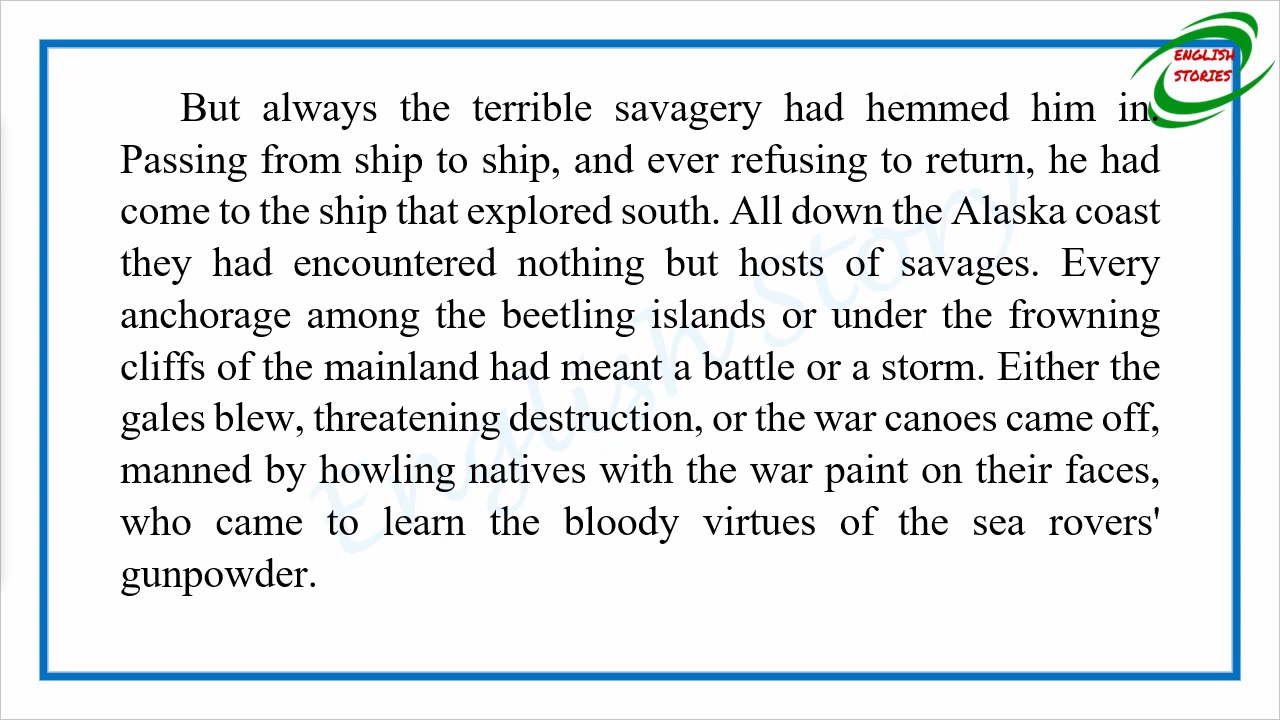 ENGLISH
STORIES
But always the terrible savagery had hemmed him in.
Passing from ship to ship, and ever refusing to return, he had
come to the ship that explored south. All down the Alaska coast
they had encountered nothing but hosts of savages. Every
anchorage among the beetling islands or under the frowning
cliffs of the mainland had meant a battle or a storm. Either the
gales blew, threatening destruction, or the war canoes came off,
manned by howling natives with the war paint on their faces,
who came to learn the bloody virtues of the sea rovers'
gunpowder.
English Story